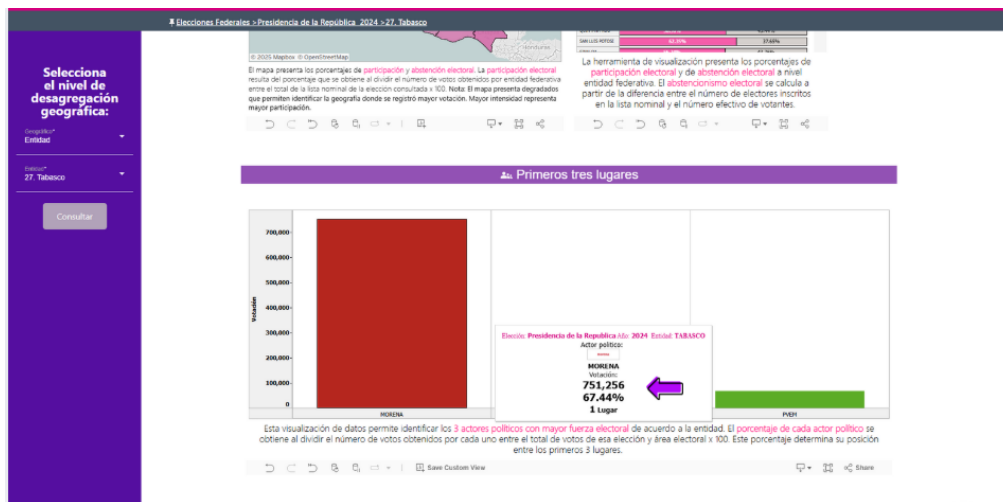 Elecciones Federales >Presidencia de la República 2024 >27. Tabasco
Selecciona
el nivel de
desagregación
geográfica:
Geográfico*
Entidad
Entidad*
27. Tabasco
Consultar
Honduras
© 2025 Mapbox © OpenStreetMap
El mapa presenta los porcentajes de participación y abstención electoral. La participación electoral
resulta del porcentaje que se obtiene al dividir el número de votos obtenidos por entidad federativa
entre el total de la lista nominal de la elección consultada x 100. Nota: El mapa presenta degradados
que permiten identificar la geografía donde se registró mayor votación. Mayor intensidad representa
mayor participación.
SAN LUIS POTOSÍ
La herramienta de visualización presenta los porcentajes de
participación electoral y de abstención electoral a nivel
entidad federativa. El abstencionismo electoral se calcula a
partir de la diferencia entre el número de electores inscritos
en la lista nominal y el número efectivo de votantes.
Primeros tres lugares
Votación
700,000
600,000
500,000
400,000
300,000
200,000
100,000
0
MORENA
PVEM
Elección: Presidencia de la Republica Año: 2024 Entidad: TABASCO
Actor político:
MORENA
Votación:
751,256
67.44%
1 Lugar
Esta visualización de datos permite identificar los 3 actores políticos con mayor fuerza electoral de acuerdo a la entidad. El porcentaje de cada actor político se
obtiene al dividir el número de votos obtenidos por cada uno entre el total de votos de esa elección y área electoral x 100. Este porcentaje determina su posición
entre los primeros 3 lugares.
Save Custom View
Share